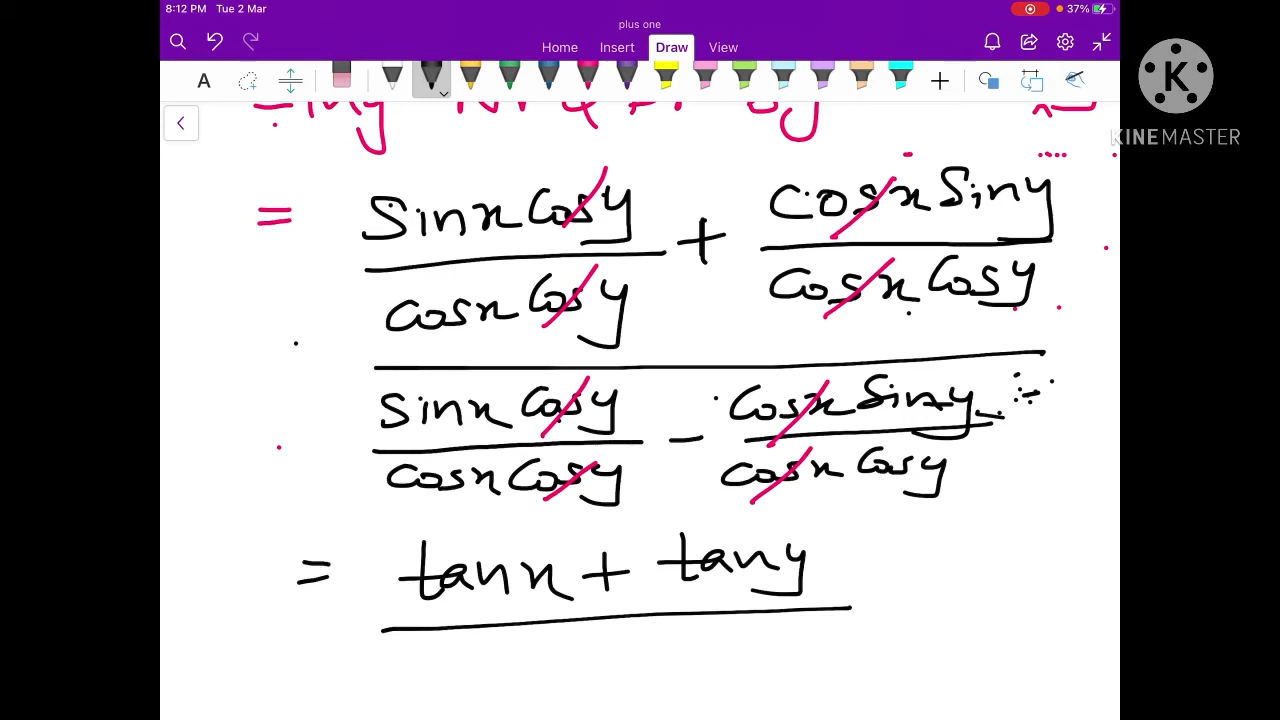 8:12 PM Tue 2 Mar
37%
plus one
Home Insert Draw View
A
K
KINEMASTER
= Sinx Cosy / Cosx Cosy + Cosx Siny / Cosx Cosy
Sinx Cosy / Cosx Cosy - Cosx Siny / Cosx Cosy
= tanx + tany